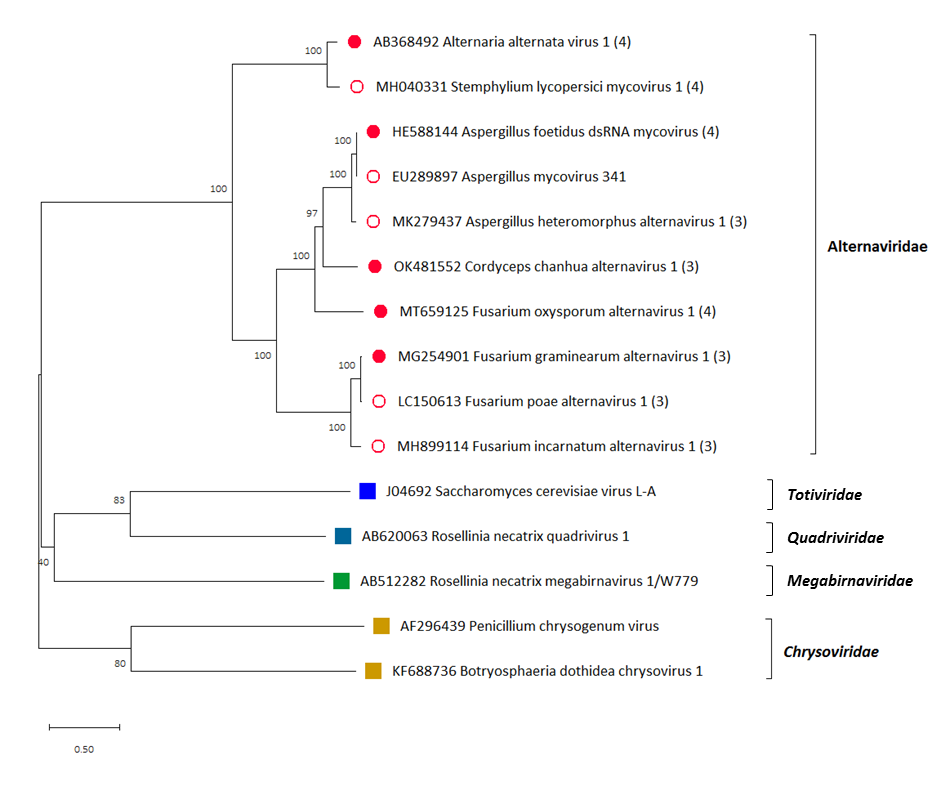 100
AB368492 Alternaria alternata virus 1 (4)
MH040331 Stemphylium lycopersici mycovirus 1 (4)
100
HE588144 Aspergillus foetidus dsRNA mycovirus (4)
100
EU289897 Aspergillus mycovirus 341
100
97
MK279437 Aspergillus heteromorphus alternavirus 1 (3)
Alternaviridae
100
OK481552 Cordyceps chanhua alternavirus 1 (3)
MT659125 Fusarium oxysporum alternavirus 1 (4)
100
MG254901 Fusarium graminearum alternavirus 1 (3)
100
LC150613 Fusarium poae alternavirus 1 (3)
100
MH899114 Fusarium incarnatum alternavirus 1 (3)
83
J04692 Saccharomyces cerevisiae virus L-A
Totiviridae
AB620063 Rosellinia necatrix quadrivirus 1
Quadriviridae
40
AB512282 Rosellinia necatrix megabirnavirus 1/W779
Megabirnaviridae
AF296439 Penicillium chrysogenum virus
Chrysoviridae
80
KF688736 Botryosphaeria dothidea chrysovirus 1
0.50